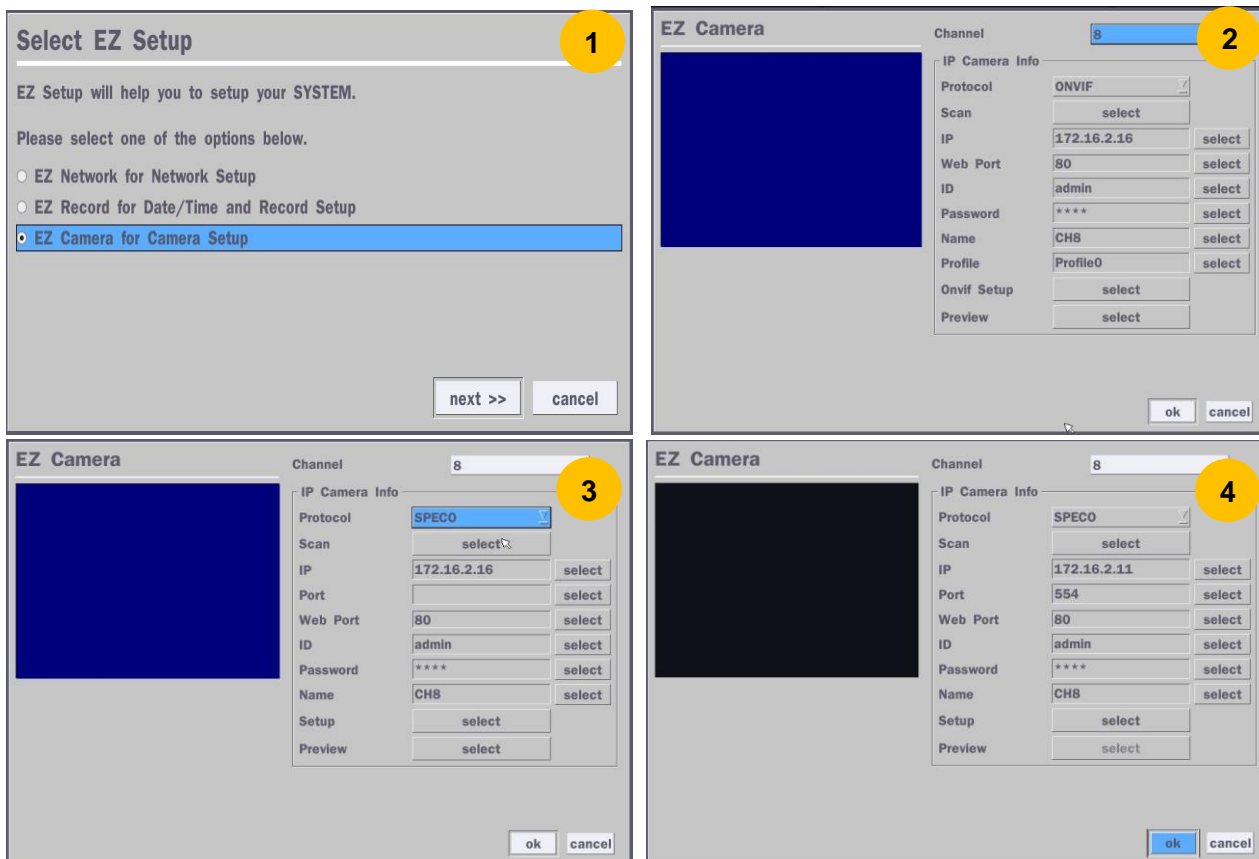 Select EZ Setup
1
EZ Setup will help you to setup your SYSTEM.
Please select one of the options below.
EZ Network for Network Setup
EZ Record for Date/Time and Record Setup
EZ Camera for Camera Setup
next >> cancel
EZ Camera
2
Channel 8
IP Camera Info
Protocol ONVIF
Scan select
IP 172.16.2.16 select
Web Port 80 select
ID admin select
Password **** select
Name CH8 select
Profile Profile0 select
Onvif Setup select
Preview select
ok cancel
EZ Camera
3
Channel 8
IP Camera Info
Protocol SPECO
Scan select
IP 172.16.2.16 select
Port select
Web Port 80 select
ID admin select
Password **** select
Name CH8 select
Setup select
Preview select
ok cancel
EZ Camera
4
Channel 8
IP Camera Info
Protocol SPECO
Scan select
IP 172.16.2.11 select
Port 554 select
Web Port 80 select
ID admin select
Password **** select
Name CH8 select
Setup select
Preview select
ok cancel